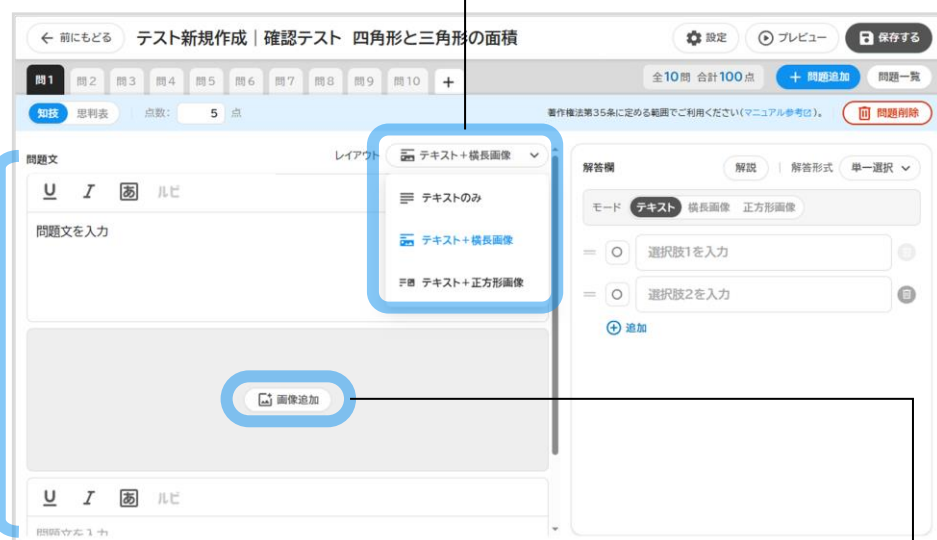 ← 前にもどる テスト新規作成｜確認テスト 四角形と三角形の面積 設定 プレビュー 保存する
問1 問2 問3 問4 問5 問6 問7 問8 問9 問10 + 全10問 合計100点 + 問題追加 問題一覧
知技 思判表 点数: 5 点 著作権法第35条に定める範囲でご利用ください(マニュアル参考)。 問題削除
問題文 レイアウト テキスト+横長画像
U I あ ルビ
問題文を入力
テキストのみ
テキスト+横長画像
テキスト+正方形画像
画像追加
U I あ ルビ
問題文を入力
解答欄 解説 | 解答形式 単一選択
モード テキスト 横長画像 正方形画像
選択肢1を入力
選択肢2を入力
追加